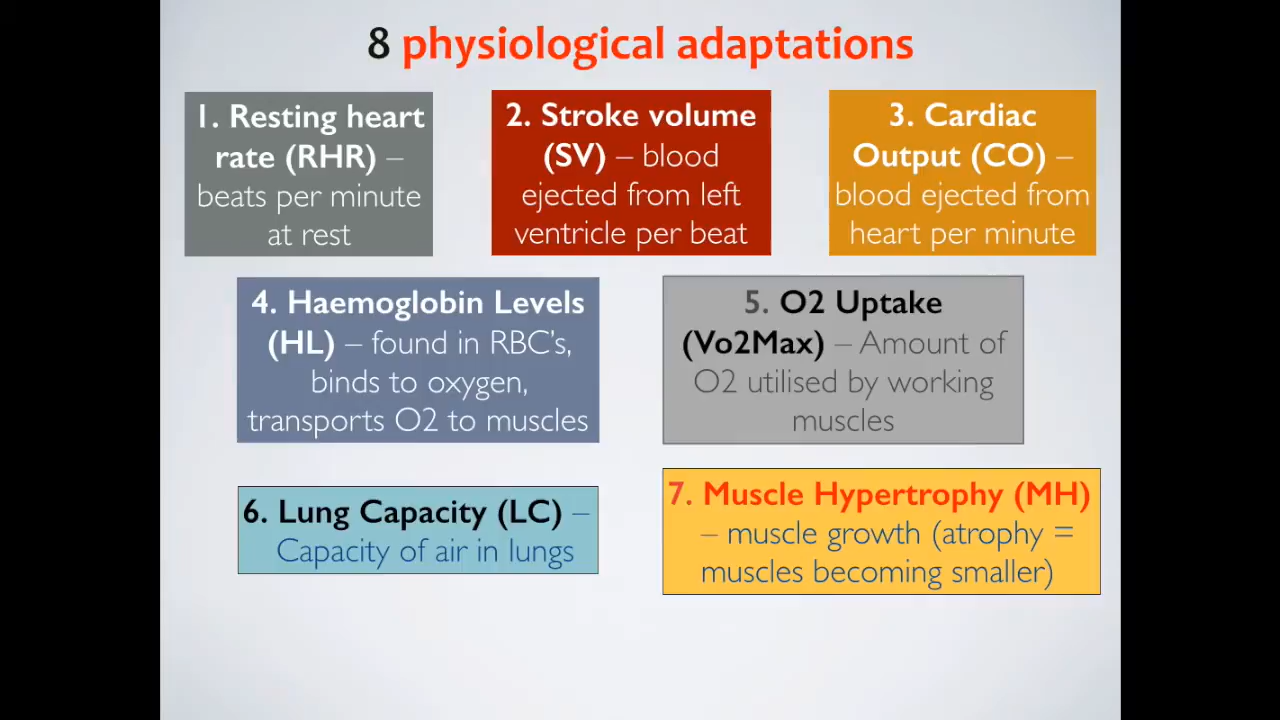 8 physiological adaptations
1. Resting heart
rate (RHR) –
beats per minute
at rest
2. Stroke volume
(SV) – blood
ejected from left
ventricle per beat
3. Cardiac
Output (CO) –
blood ejected from
heart per minute
4. Haemoglobin Levels
(HL) – found in RBC’s,
binds to oxygen,
transports O2 to muscles
5. O2 Uptake
(Vo2Max) – Amount of
O2 utilised by working
muscles
6. Lung Capacity (LC) –
Capacity of air in lungs
7. Muscle Hypertrophy (MH)
– muscle growth (atrophy =
muscles becoming smaller)